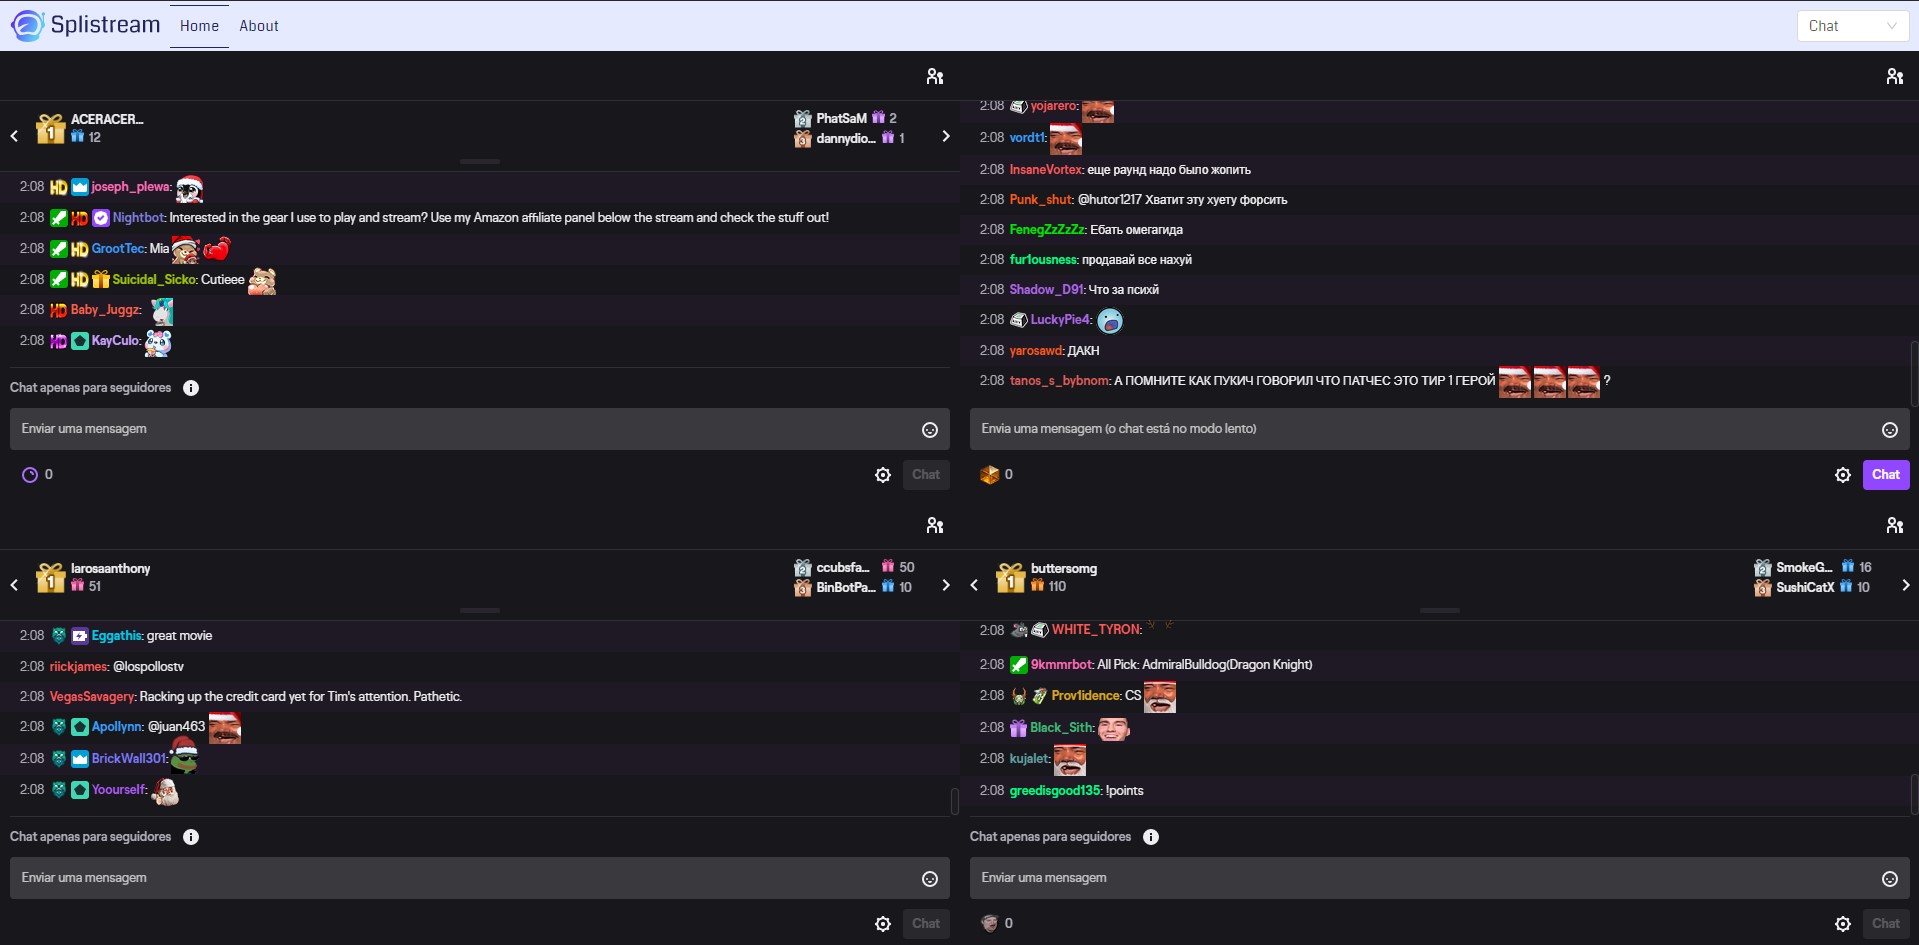 Splistream Home About Chat
ACERACER... 12
PhatSaM 2
dannydio... 1
2:08 joseph_plewa:
2:08 Nightbot: Interested in the gear I use to play and stream? Use my Amazon affiliate panel below the stream and check the stuff out!
2:08 GrootTec: Mia
2:08 Suicidal_Sicko: Cutieee
2:08 Baby_Juggz:
2:08 KayCulo:
Chat apenas para seguidores
Enviar uma mensagem
0 Chat
2:08 yojarero:
2:08 vordt1:
2:08 InsaneVortex: еще раунд надо было жопить
2:08 Punk_shut: @hutor1217 Хватит эту хуету форсить
2:08 FenegZzZzZz: Ебать омегагида
2:08 fur1ousness: продавай все нахуй
2:08 Shadow_D91: Что за психй
2:08 LuckyPie4:
2:08 yarosawd: ДАКН
2:08 tanos_s_bybnom: А ПОМНИТЕ КАК ПУКИЧ ГОВОРИЛ ЧТО ПАТЧЕС ЭТО ТИР 1 ГЕРОЙ ?
Envia uma mensagem (o chat está no modo lento)
0 Chat
larosaanthony
51
ccubsfa... 50
BinBotPa... 10
2:08 Eggathis: great movie
2:08 riickjames: @lospollostv
2:08 VegasSavagery: Racking up the credit card yet for Tim's attention. Pathetic.
2:08 Apollynn: @juan463
2:08 BrickWall301:
2:08 Yoourself:
Chat apenas para seguidores
Enviar uma mensagem
Chat
buttersomg
110
SmokeG... 16
SushiCatX 10
2:08 WHITE_TYRON:
2:08 9kmmrbot: All Pick: AdmiralBulldog(Dragon Knight)
2:08 Prov1idence: CS
2:08 Black_Sith:
2:08 kujalet:
2:08 greedisgood135: !points
Chat apenas para seguidores
Enviar uma mensagem
0 Chat